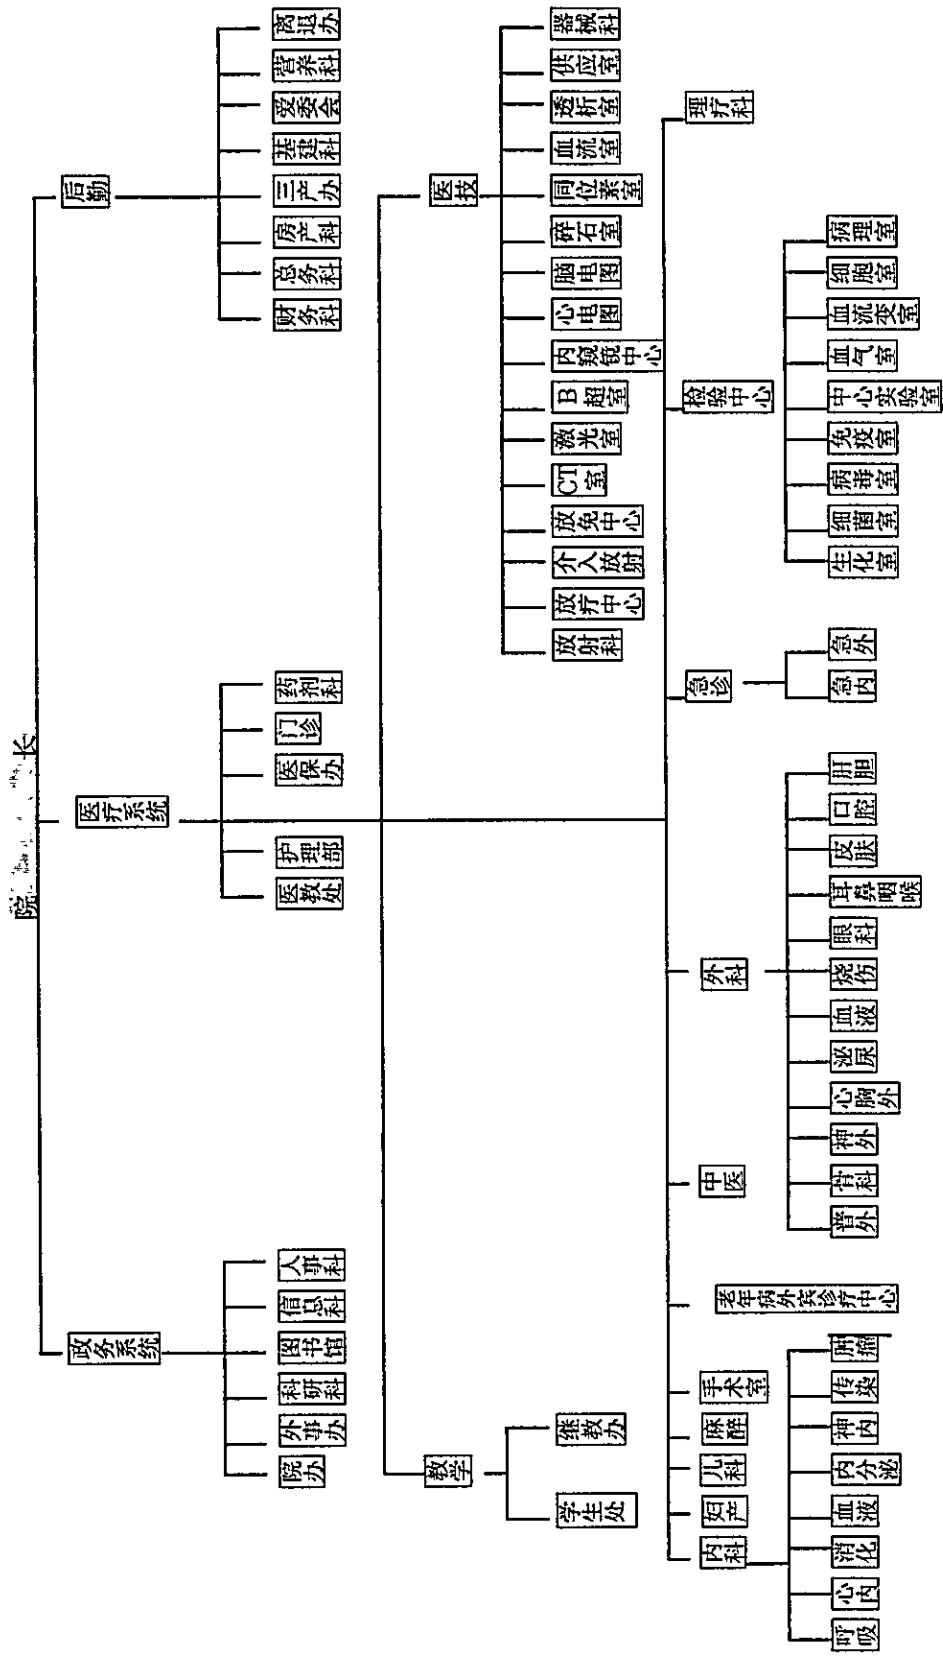 院长
政务系统
医疗系统
后勤
院办
外事办
科研科
图书馆
信息科
人事科
医教处
护理部
医保办
门诊
药剂科
财务科
总务科
房产科
三产办
基建科
爱委会
营养科
离退办
教学
医技
学生处
继教办
放射科
放疗中心
介入放射
放免中心
CT室
激光室
B超室
内窥镜中心
心电图
脑电图
碎石室
同位素室
血流室
透析室
供应室
器械科
内科
妇产
儿科
麻醉
手术室
老年病外宾诊疗中心
中医
外科
急诊
检验中心
理疗科
呼吸
心内
消化
血液
内分泌
神内
传染
肿瘤
普外
骨科
神外
心胸外
泌尿
血液
烧伤
眼科
耳鼻咽喉
皮肤
口腔
肝胆
急内
急外
生化室
细菌室
病毒室
免疫室
中心实验室
血气室
血流变室
细胞室
病理室